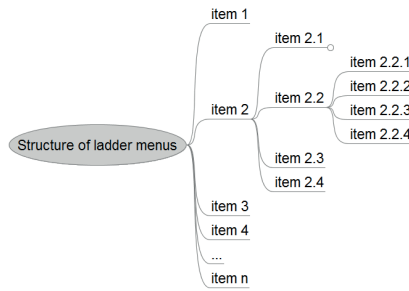 Structure of ladder menus
item 1
item 2
item 2.1
item 2.2
item 2.2.1
item 2.2.2
item 2.2.3
item 2.2.4
item 2.3
item 2.4
item 3
item 4
...
item n